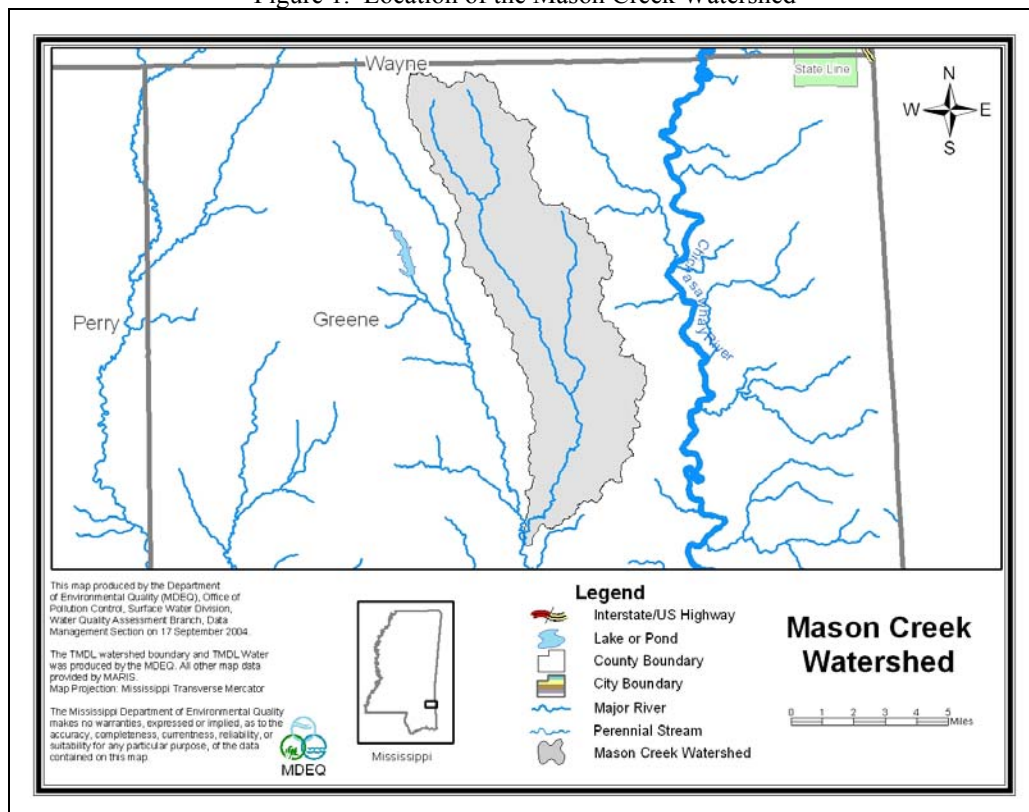 Figure 1. Location of the Mason Creek Watershed
Wayne
State Line
N
W E
S
Chickasawhay River
Perry
Greene
This map produced by the Department
of Environmental Quality (MDEQ), Office of
Pollution Control, Surface Water Division,
Water Quality Assessment Branch, Data
Management Section on 17 September 2004.
The TMDL watershed boundary and TMDL Water
was produced by the MDEQ. All other map data
provided by MARIS.
Map Projection: Mississippi Transverse Mercator
The Mississippi Department of Environmental Quality
makes no warranties, expressed or implied, as to the
accuracy, completeness, currentness, reliability, or
suitability for any particular purpose, of the data
contained on this map
MDEQ
Mississippi
Legend
Interstate/US Highway
Lake or Pond
County Boundary
City Boundary
Major River
Perennial Stream
Mason Creek Watershed
Mason Creek
Watershed
0 1 2 3 4 5
Miles